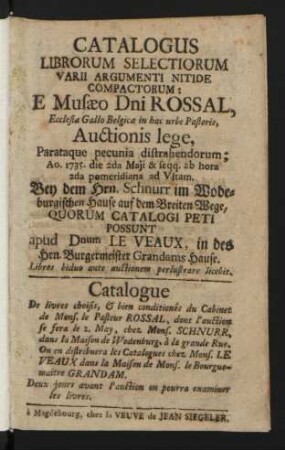 CATALOGUS
LIBRORUM SELECTIORUM
VARII ARGUMENTI NITIDE
COMPACTORUM:
E Musæo Dni ROSSAL,
Ecclesiæ Gallo Belgicæ in hac urbe Pastoris,
Auctionis lege,
Parataque pecunia distrahendorum;
Ao. 1735. die 2da Maji & seqq. ab hora
2da pomeridiana ad Vtam.
Bey dem Hrn. Schnurr im Wode-
burgischen Hause auf dem Breiten Wege,
QUORUM CATALOGI PETI
POSSUNT
apud Dnum LE VEAUX, in des
Hrn. Burgermeister Grandams Hause.
Libros biduo ante auctionem perlustrare licebit.
Catalogue
De livres choisis, & bien conditionés du Cabinet
de Mons. le Pasteur ROSSAL, dont l'auction
se fera le 2. May, chez Mons. SCHNURR,
dans la Maison de Wodenburg, à la grande Rue,
On en distribuera les Catalogues chez Mons. LE
VEAUX dans la Maison de Mons. le Bourgue-
maitre GRANDAM.
Deux jours avant l'auction on pourra examiner
les livres.
à Magdebourg, chez la VEUVE de JEAN SIEGELER.